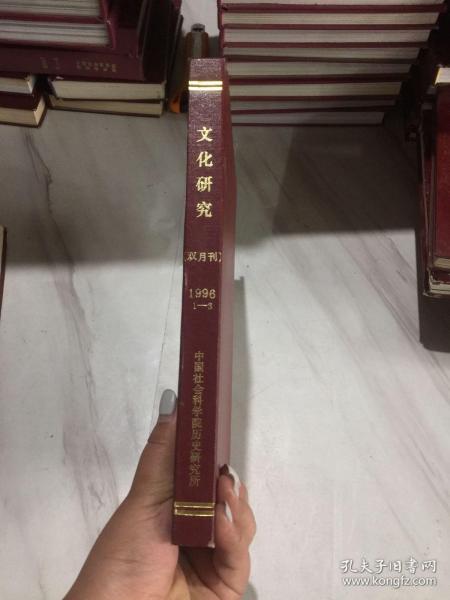 文化研究
〔双月刊〕
1996
1—3
中国社会科学院历史研究所
孔夫子旧书网
www.kongfz.com